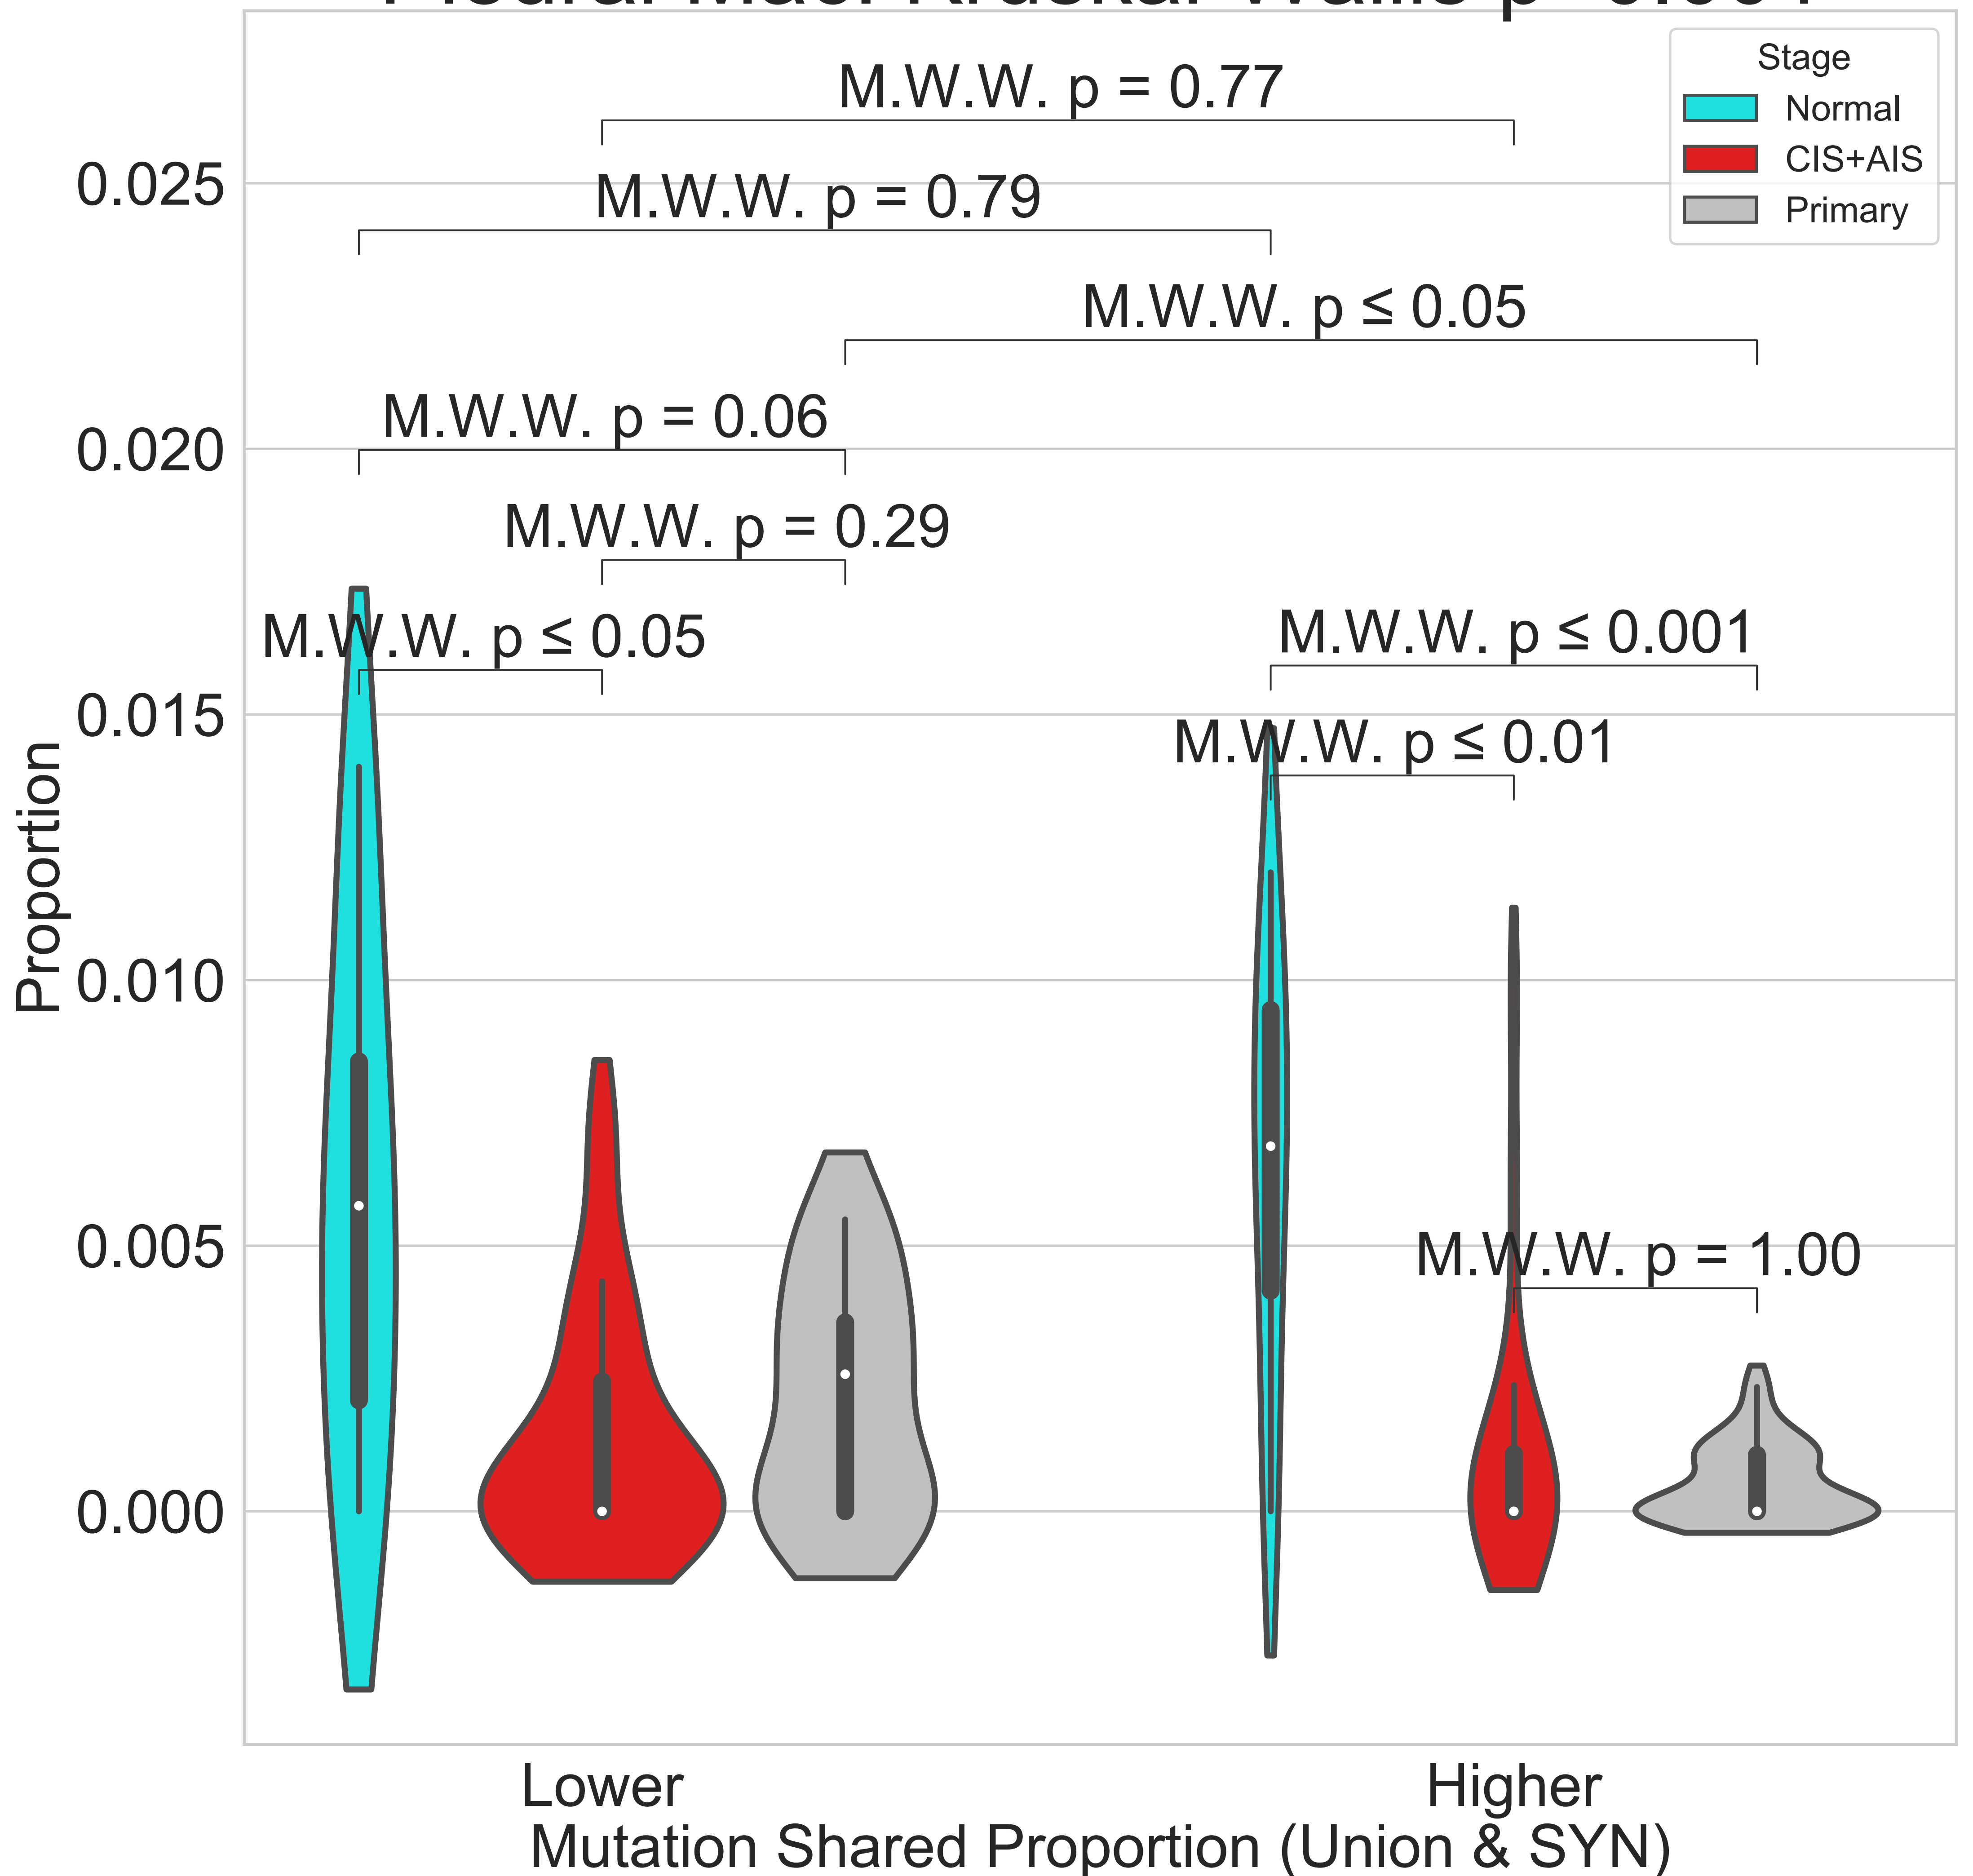 Stage
Normal
CIS+AIS
Primary
M.W.W. p = 0.77
M.W.W. p = 0.79
M.W.W. p ≤ 0.05
M.W.W. p = 0.06
M.W.W. p = 0.29
M.W.W. p ≤ 0.05
M.W.W. p ≤ 0.001
M.W.W. p ≤ 0.01
M.W.W. p = 1.00
0.025
0.020
0.015
0.010
0.005
0.000
Proportion
Lower
Higher
Mutation Shared Proportion (Union & SYN)